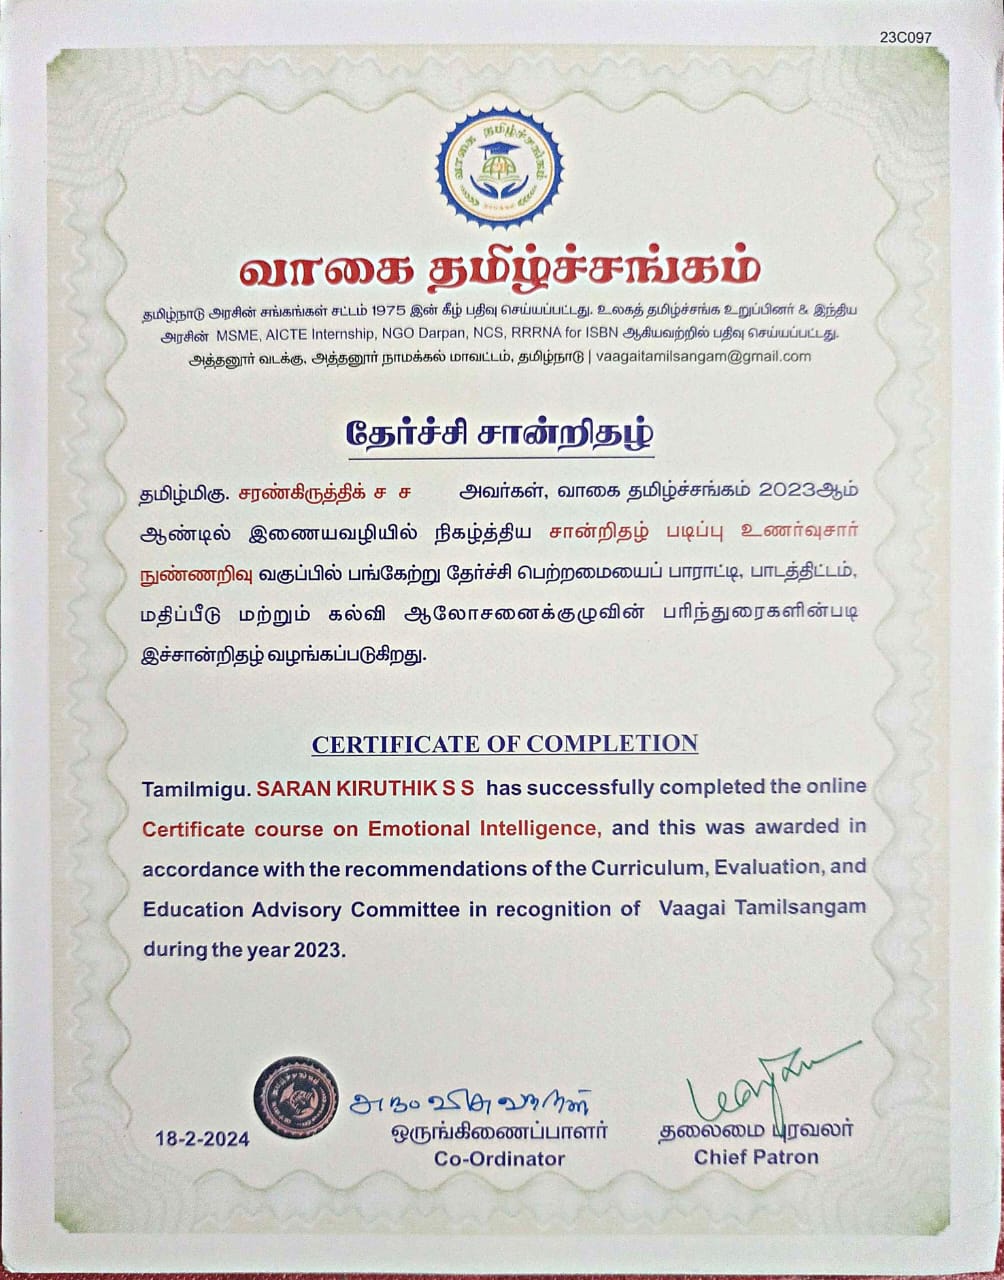 23C097
வாகை தமிழ்ச்சங்கம்
வாகை தமிழ்ச்சங்கம்
தமிழ்நாடு அரசின் சங்கங்கள் சட்டம் 1975 இன் கீழ் பதிவு செய்யப்பட்டது. உலகத் தமிழ்ச்சங்க உறுப்பினர் & இந்திய
அரசின் MSME, AICTE Internship, NGO Darpan, NCS, RRRNA for ISBN ஆகியவற்றில் பதிவு செய்யப்பட்டது.
அத்தனூர் வடக்கு, அத்தனூர் நாமக்கல் மாவட்டம், தமிழ்நாடு | vaagaitamilsangam@gmail.com
தேர்ச்சி சான்றிதழ்
தமிழ்மிகு. சரண்கிருத்திக் ச ச அவர்கள், வாகை தமிழ்ச்சங்கம் 2023ஆம்
ஆண்டில் இணையவழியில் நிகழ்த்திய சான்றிதழ் படிப்பு உணர்வுசார்
நுண்ணறிவு வகுப்பில் பங்கேற்று தேர்ச்சி பெற்றமையைப் பாராட்டி, பாடத்திட்டம்,
மதிப்பீடு மற்றும் கல்வி ஆலோசனைக்குழுவின் பரிந்துரைகளின்படி
இச்சான்றிதழ் வழங்கப்படுகிறது.
CERTIFICATE OF COMPLETION
Tamilmigu. SARAN KIRUTHIK S S has successfully completed the online
Certificate course on Emotional Intelligence, and this was awarded in
accordance with the recommendations of the Curriculum, Evaluation, and
Education Advisory Committee in recognition of Vaagai Tamilsangam
during the year 2023.
18-2-2024
ஒருங்கிணைப்பாளர்
Co-Ordinator
தலைமை புரவலர்
Chief Patron